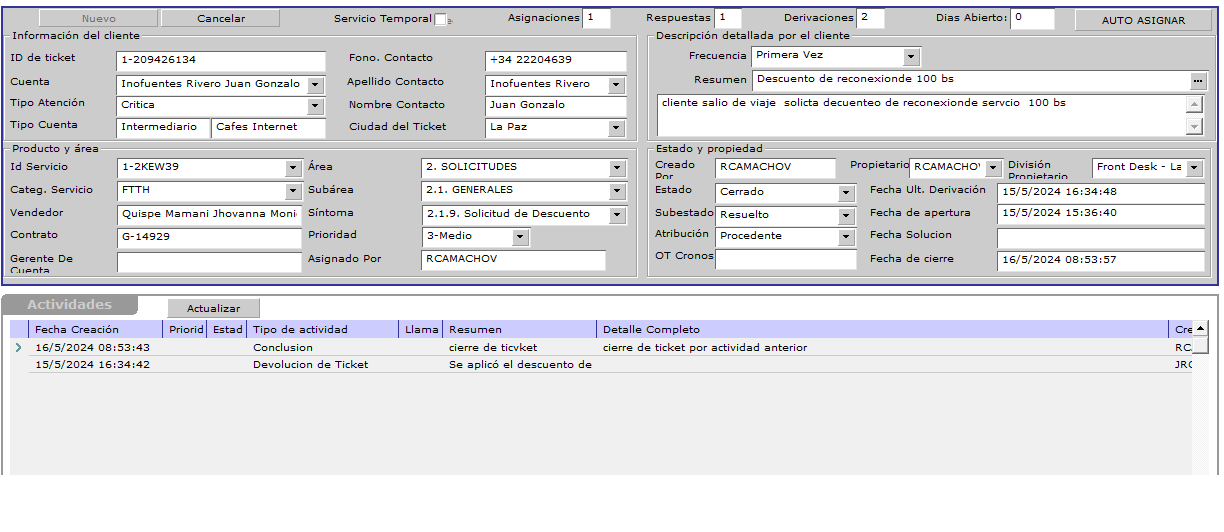 Nuevo Cancelar Servicio Temporal Asignaciones 1 Respuestas 1 Derivaciones 2 Dias Abierto: 0 AUTO ASIGNAR
Información del cliente
ID de ticket 1-209426134 Fono. Contacto +34 22204639
Cuenta Inofuentes Rivero Juan Gonzalo Apellido Contacto Inofuentes Rivero
Tipo Atención Critica Nombre Contacto Juan Gonzalo
Tipo Cuenta Intermediario Cafes Internet Ciudad del Ticket La Paz
Descripción detallada por el cliente
Frecuencia Primera Vez
Resumen Descuento de reconexionde 100 bs ...
cliente salio de viaje solicta decuenteo de reconexionde servcio 100 bs
Producto y área
Id Servicio 1-2KEW39 Área 2. SOLICITUDES
Categ. Servicio FTTH Subárea 2.1. GENERALES
Vendedor Quispe Mamani Jhovanna Moni Síntoma 2.1.9. Solicitud de Descuento
Contrato G-14929 Prioridad 3-Medio
Gerente De Cuenta Asignado Por RCAMACHOV
Estado y propiedad
Creado Por RCAMACHOV Propietario RCAMACHOV División Propietario Front Desk - La
Estado Cerrado Fecha Ult. Derivación 15/5/2024 16:34:48
Subestado Resuelto Fecha de apertura 15/5/2024 15:36:40
Atribución Procedente Fecha Solucion
OT Cronos Fecha de cierre 16/5/2024 08:53:57
Actividades Actualizar
Fecha Creación Priorid Estad Tipo de actividad Llama Resumen Detalle Completo Cre
16/5/2024 08:53:43 Conclusion cierre de ticvket cierre de ticket por actividad anterior RC
15/5/2024 16:34:42 Devolucion de Ticket Se aplicó el descuento de JRC